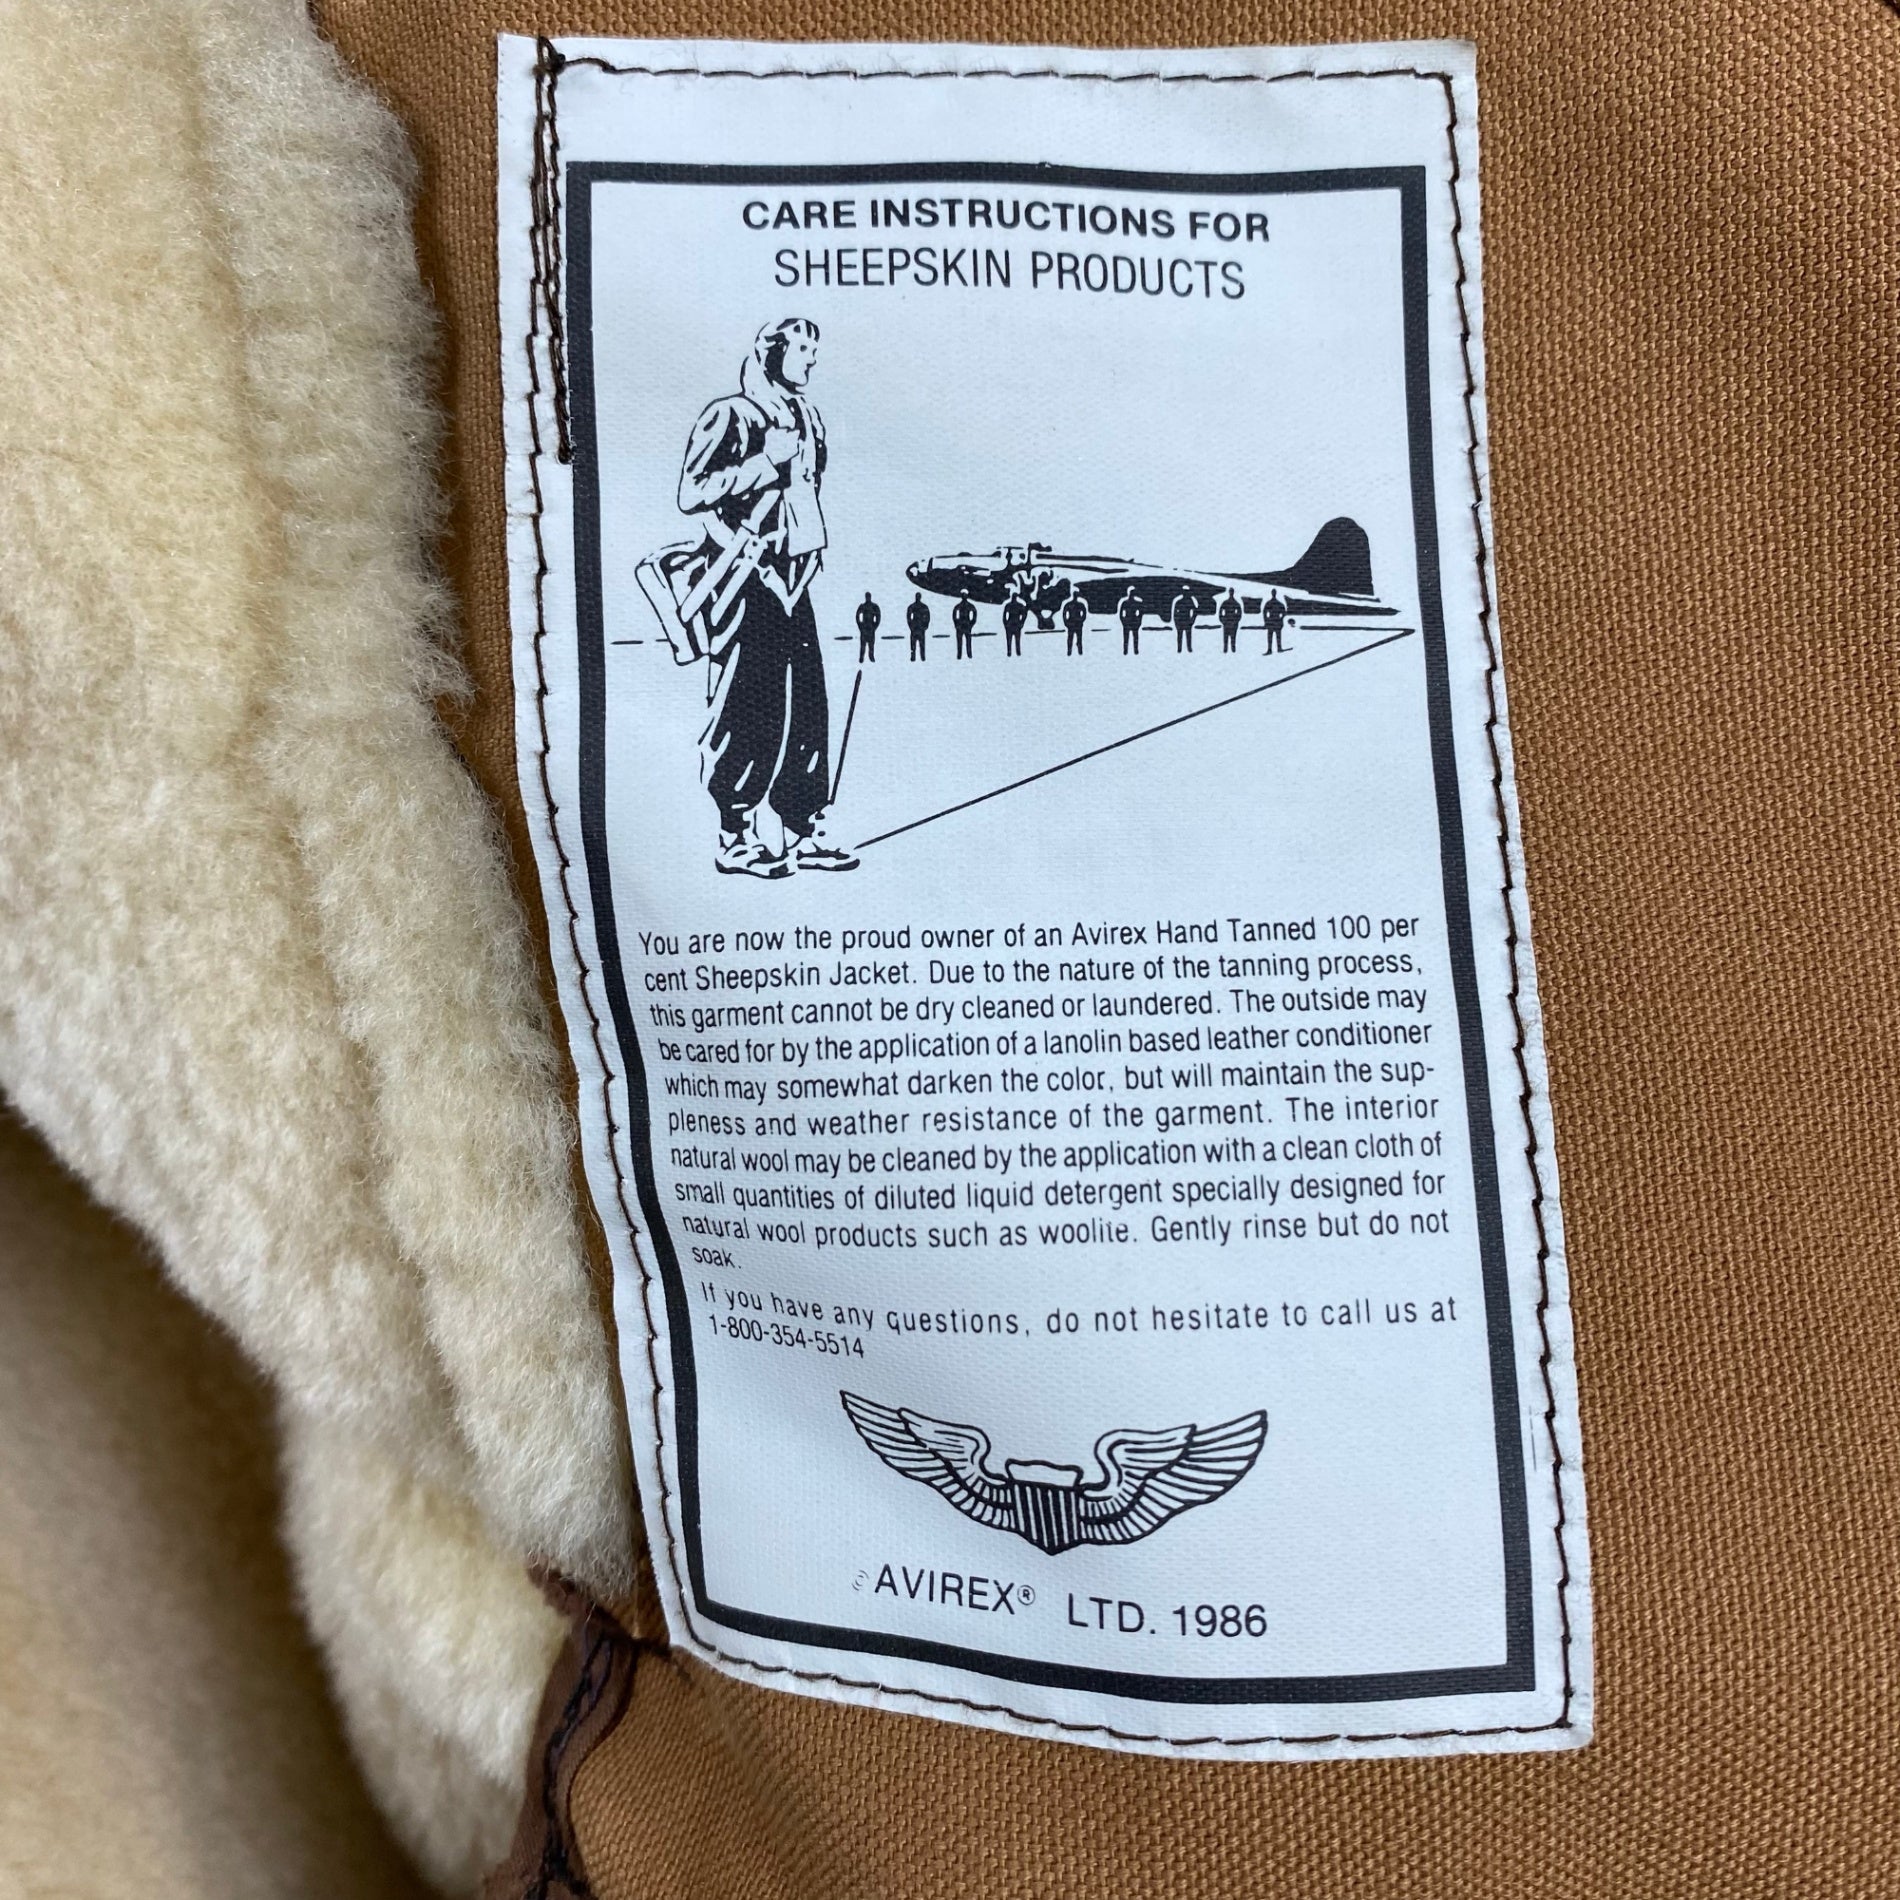 CARE INSTRUCTIONS FOR
SHEEPSKIN PRODUCTS
You are now the proud owner of an Avirex Hand Tanned 100 per
cent Sheepskin Jacket. Due to the nature of the tanning process,
this garment cannot be dry cleaned or laundered. The outside may
be cared for by the application of a lanolin based leather conditioner
which may somewhat darken the color, but will maintain the sup-
pleness and weather resistance of the garment. The interior
natural wool may be cleaned by the application with a clean cloth of
small quantities of diluted liquid detergent specially designed for
natural wool products such as woolite. Gently rinse but do not
soak.
If you have any questions, do not hesitate to call us at
1-800-354-5514
© AVIREX® LTD. 1986